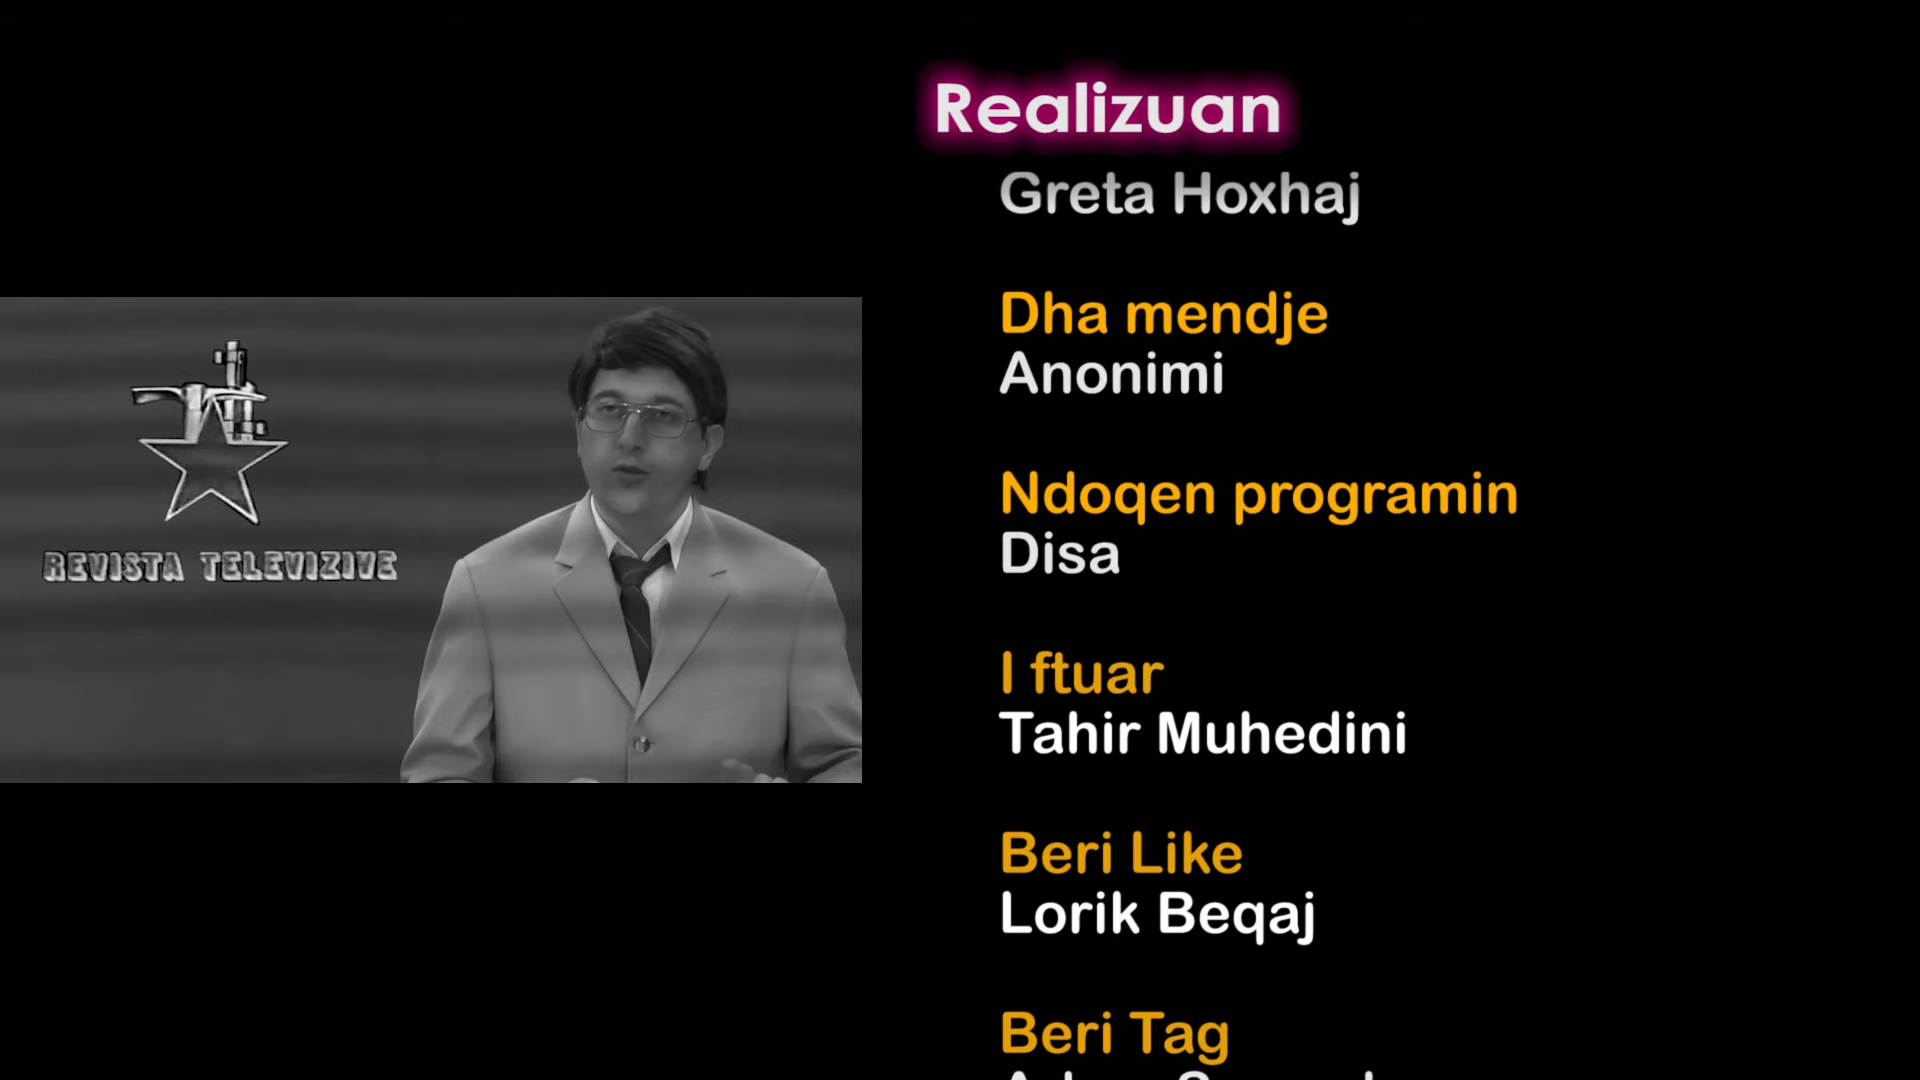 Realizuan
Greta Hoxhaj
Dha mendje
Anonimi
Ndoqen programin
Disa
I ftuar
Tahir Muhedini
Beri Like
Lorik Beqaj
Beri Tag
REVISTA TELEVIZIVE